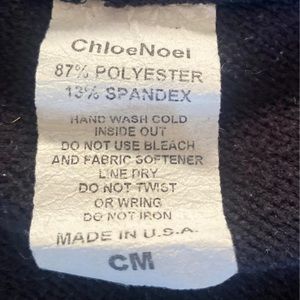 ChloeNoel
87% POLYESTER
13% SPANDEX
HAND WASH COLD
INSIDE OUT
DO NOT USE BLEACH
AND FABRIC SOFTENER
LINE DRY
DO NOT TWIST
OR WRING
DO NOT IRON
MADE IN U.S.A.
CM